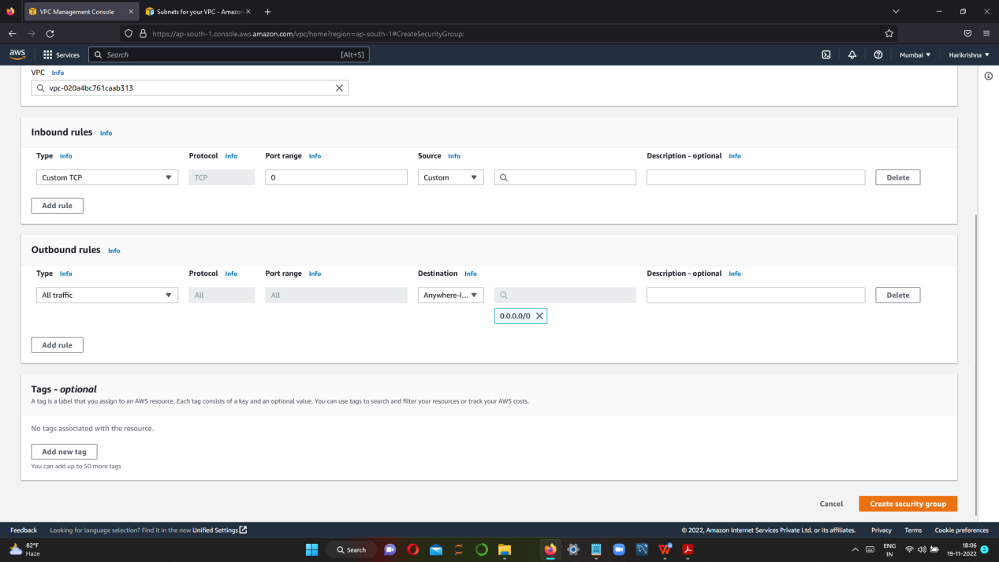 VPC Management Console
Subnets for your VPC - Amazon
https://ap-south-1.console.aws.amazon.com/vpc/home?region=ap-south-1#CreateSecurityGroup:
aws
Services
Search
[Alt+S]
Mumbai
Harikrishna
VPC Info
vpc-020a4bc761caab313
Inbound rules Info
Type Info Protocol Info Port range Info Source Info Description - optional Info
Custom TCP TCP 0 Custom Delete
Add rule
Outbound rules Info
Type Info Protocol Info Port range Info Destination Info Description - optional Info
All traffic All All Anywhere-I... Delete
0.0.0.0/0
Add rule
Tags - optional
A tag is a label that you assign to an AWS resource. Each tag consists of a key and an optional value. You can use tags to search and filter your resources or track your AWS costs.
No tags associated with the resource.
Add new tag
You can add up to 50 more tags
Cancel Create security group
Feedback Looking for language selection? Find it in the new Unified Settings © 2022, Amazon Internet Services Private Ltd. or its affiliates. Privacy Terms Cookie preferences
82°F
Haze
Search
ENG
IN
18:06
19-11-2022
2